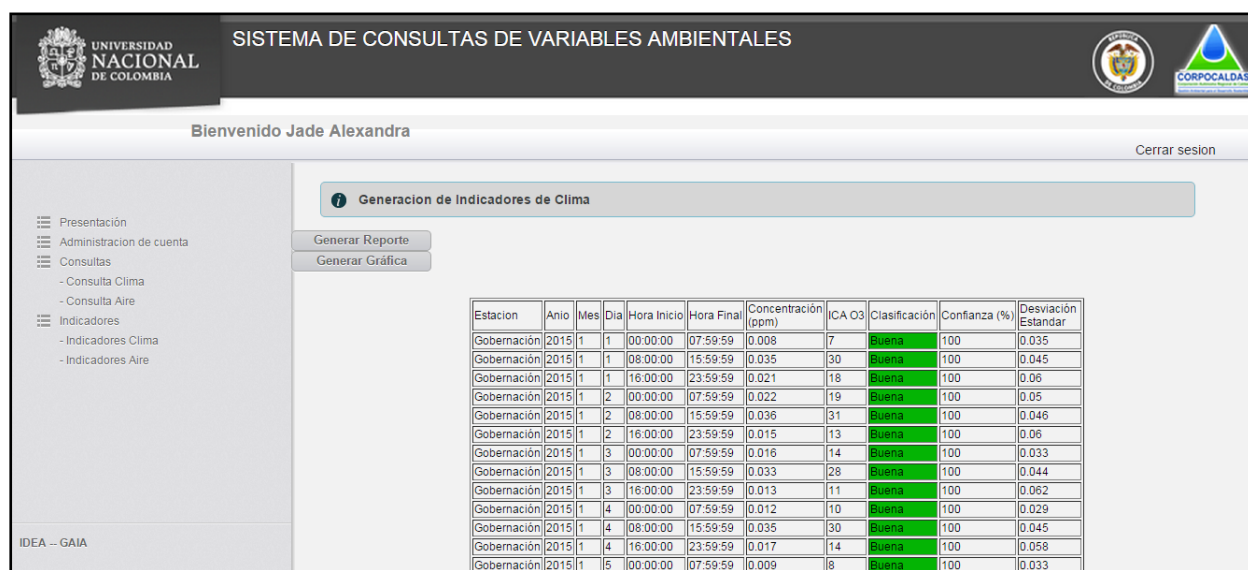 UNIVERSIDAD
NACIONAL
DE COLOMBIA
SISTEMA DE CONSULTAS DE VARIABLES AMBIENTALES
CORPOCALDAS
Bienvenido Jade Alexandra
Cerrar sesion
Presentación
Administracion de cuenta
Consultas
- Consulta Clima
- Consulta Aire
Indicadores
- Indicadores Clima
- Indicadores Aire
IDEA -- GAIA
Generacion de Indicadores de Clima
Generar Reporte
Generar Gráfica
Estacion Anio Mes Dia Hora Inicio Hora Final Concentración (ppm) ICA O3 Clasificación Confianza (%) Desviación Estandar
Gobernación 2015 1 1 00:00:00 07:59:59 0.008 7 Buena 100 0.035
Gobernación 2015 1 1 08:00:00 15:59:59 0.035 30 Buena 100 0.045
Gobernación 2015 1 1 16:00:00 23:59:59 0.021 18 Buena 100 0.06
Gobernación 2015 1 2 00:00:00 07:59:59 0.022 19 Buena 100 0.05
Gobernación 2015 1 2 08:00:00 15:59:59 0.036 31 Buena 100 0.046
Gobernación 2015 1 2 16:00:00 23:59:59 0.015 13 Buena 100 0.06
Gobernación 2015 1 3 00:00:00 07:59:59 0.016 14 Buena 100 0.033
Gobernación 2015 1 3 08:00:00 15:59:59 0.033 28 Buena 100 0.044
Gobernación 2015 1 3 16:00:00 23:59:59 0.013 11 Buena 100 0.062
Gobernación 2015 1 4 00:00:00 07:59:59 0.012 10 Buena 100 0.029
Gobernación 2015 1 4 08:00:00 15:59:59 0.035 30 Buena 100 0.045
Gobernación 2015 1 4 16:00:00 23:59:59 0.017 14 Buena 100 0.058
Gobernación 2015 1 5 00:00:00 07:59:59 0.009 8 Buena 100 0.033